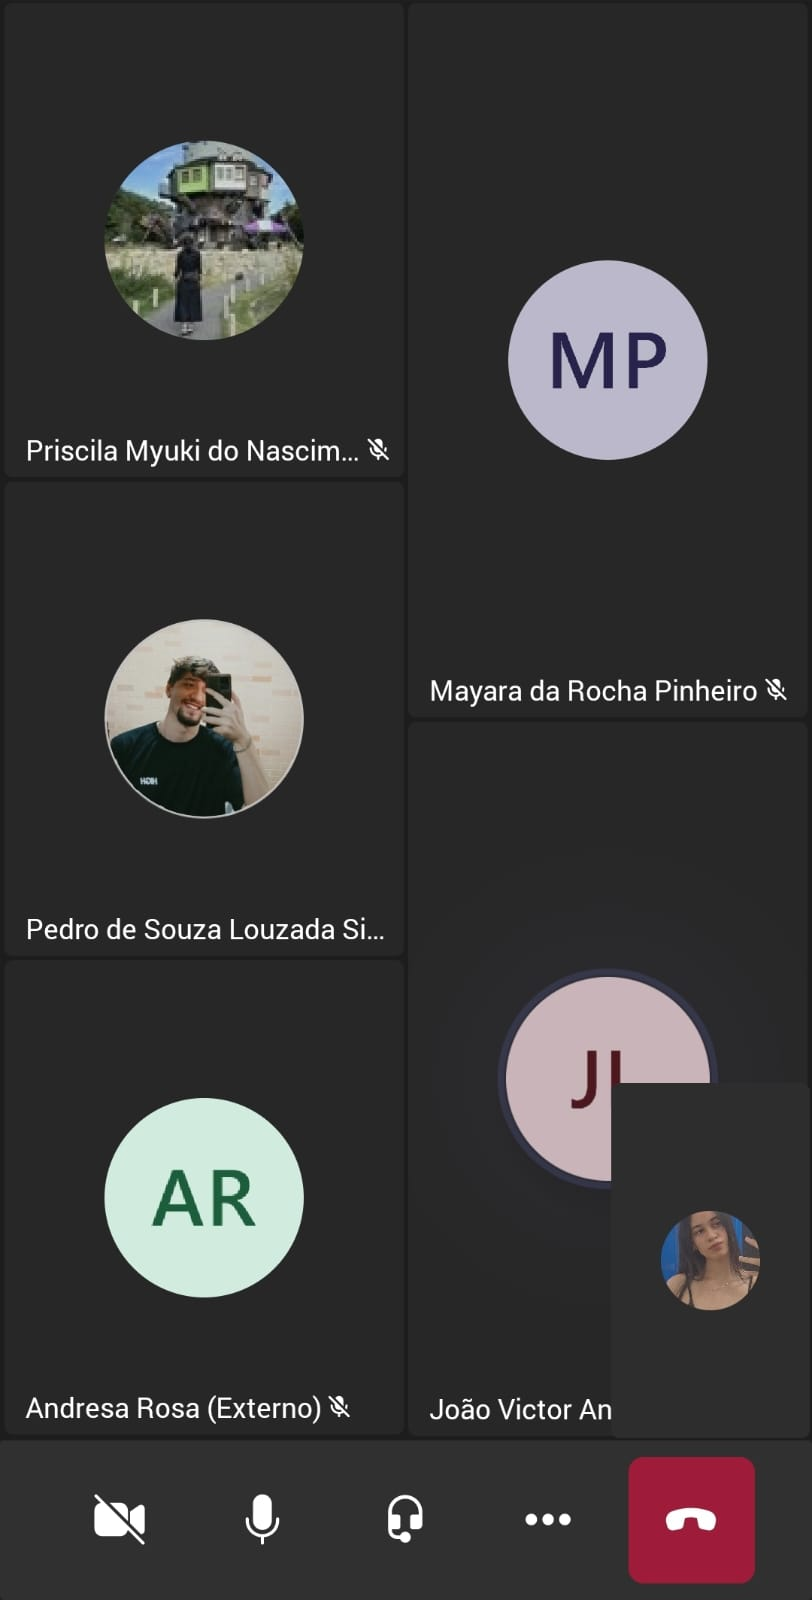 Priscila Myuki do Nascim...
MP
Mayara da Rocha Pinheiro
HIGH
Pedro de Souza Louzada Si...
AR
Andresa Rosa (Externo)
J
João Victor An